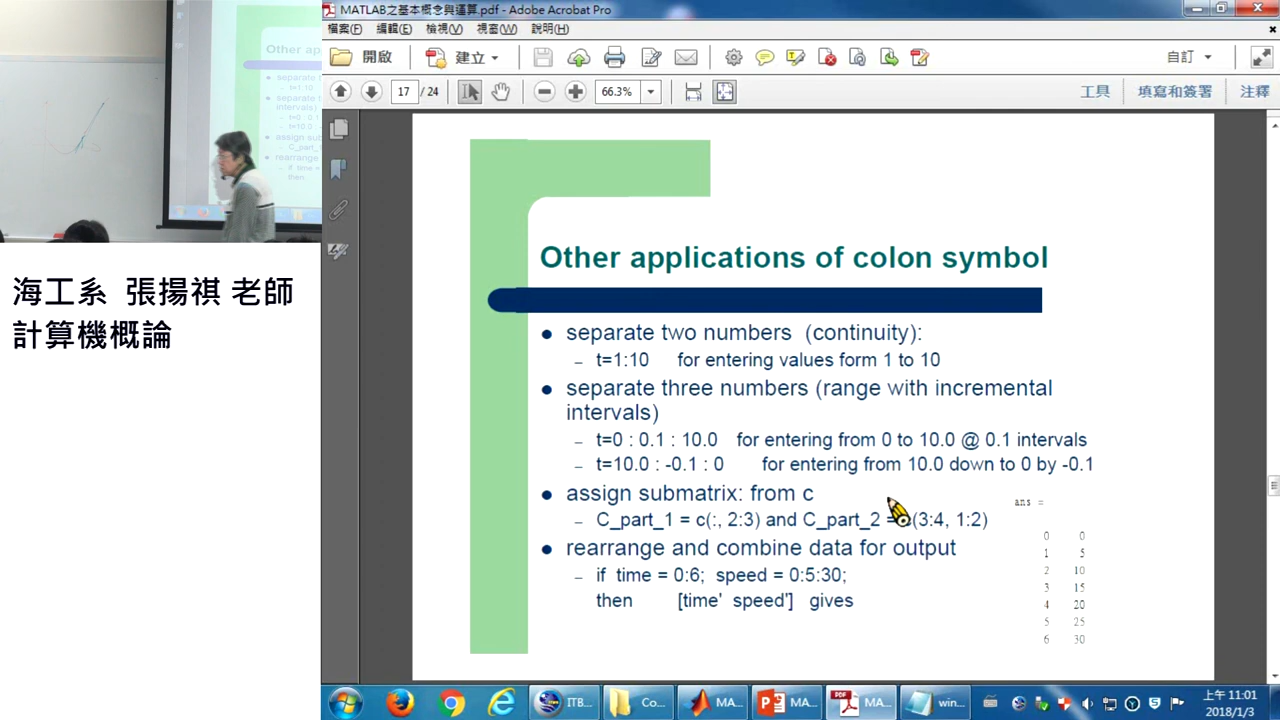 MATLAB之基本概念與運算.pdf - Adobe Acrobat Pro
檔案(F) 編輯(E) 檢視(V) 視窗(W) 說明(H)
開啟 建立 自訂
17 / 24 66.3% 工具 填寫和簽署 注釋
海工系 張揚祺 老師
計算機概論
Other applications of colon symbol
separate two numbers (continuity):
– t=1:10 for entering values form 1 to 10
separate three numbers (range with incremental
intervals)
– t=0 : 0.1 : 10.0 for entering from 0 to 10.0 @ 0.1 intervals
– t=10.0 : -0.1 : 0 for entering from 10.0 down to 0 by -0.1
assign submatrix: from c
– C_part_1 = c(:, 2:3) and C_part_2 = (3:4, 1:2)
rearrange and combine data for output
– if time = 0:6; speed = 0:5:30;
then [time' speed'] gives
ans =
0 0
1 5
2 10
3 15
4 20
5 25
6 30
ITB... Co... MA... MA... MA... win...
上午 11:01
2018/1/3